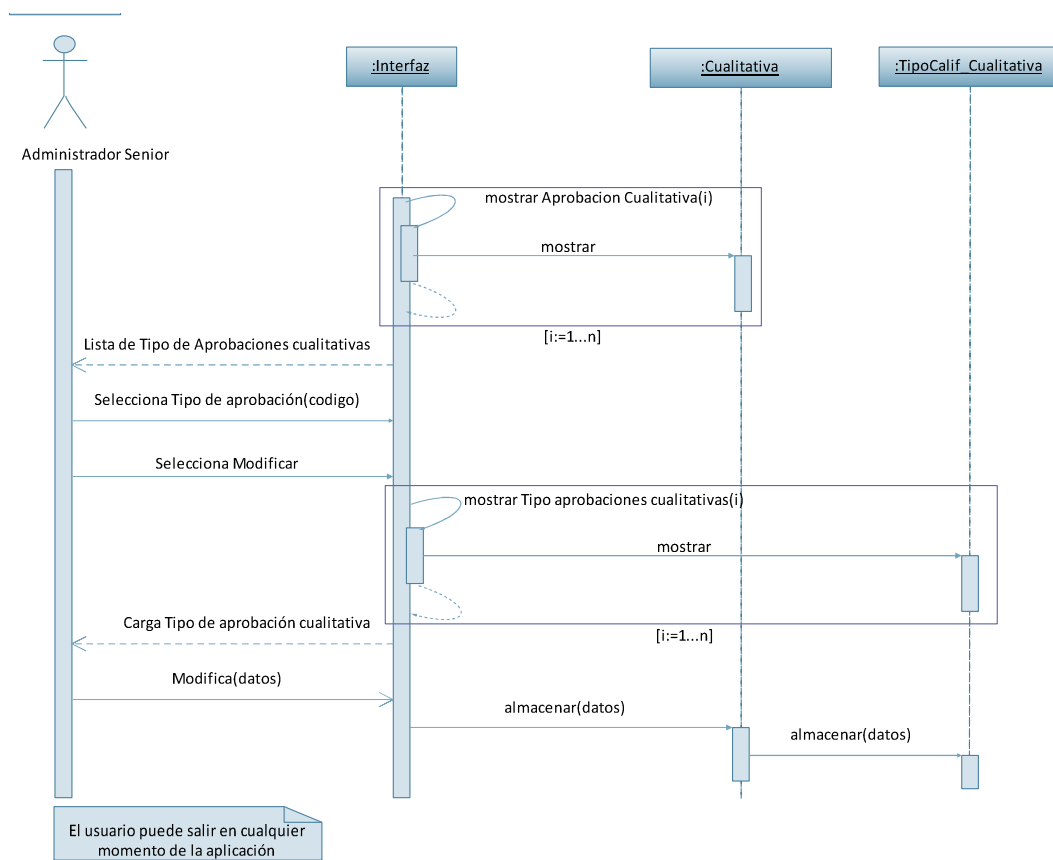 :Interfaz
:Cualitativa
:TipoCalif_Cualitativa
Administrador Senior
mostrar Aprobacion Cualitativa(i)
mostrar
[i:=1...n]
Lista de Tipo de Aprobaciones cualitativas
Selecciona Tipo de aprobación(codigo)
Selecciona Modificar
mostrar Tipo aprobaciones cualitativas(i)
mostrar
Carga Tipo de aprobación cualitativa
[i:=1...n]
Modifica(datos)
almacenar(datos)
almacenar(datos)
El usuario puede salir en cualquier
momento de la aplicación